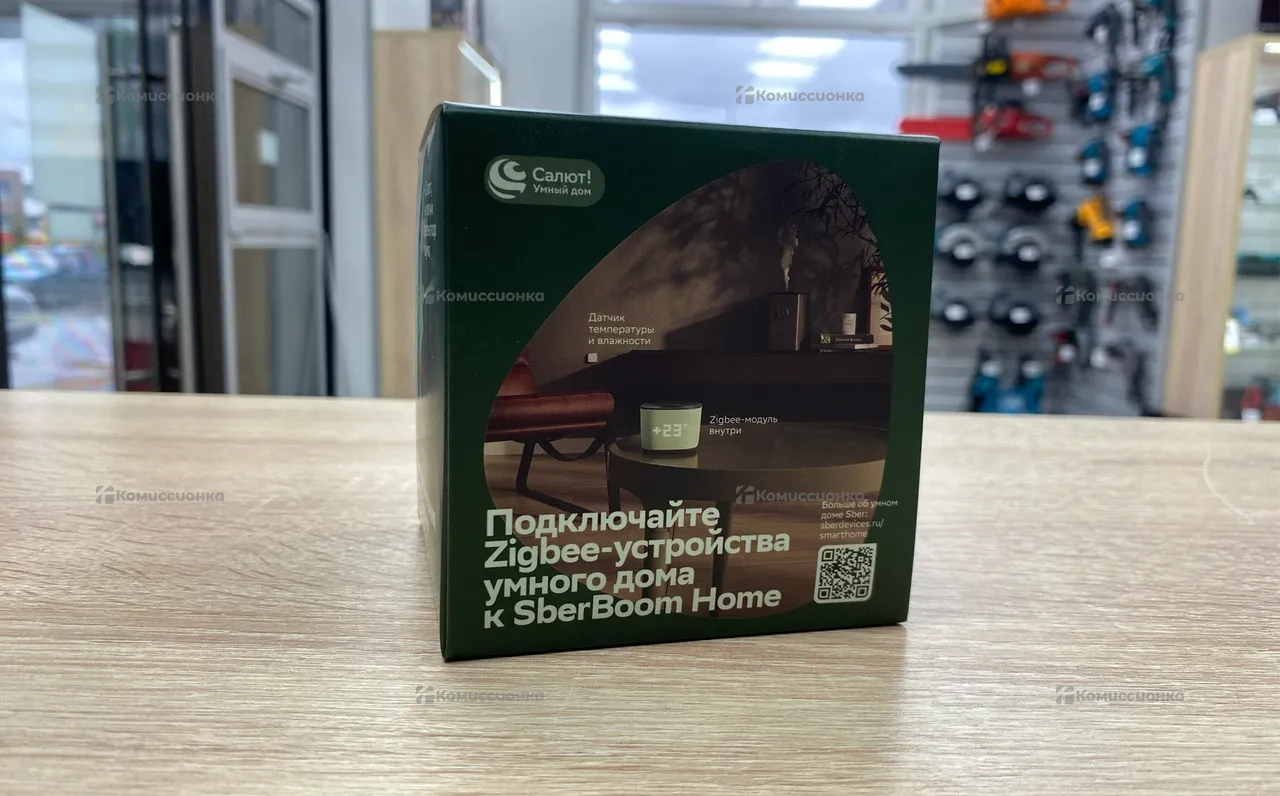 Комиссионка
Комиссионка
Салют!
Умный дом
Комиссионка
Комиссионка
Датчик
температуры
и влажности
+23°
Zigbee-модуль
внутри
Комиссионка
Комиссионка
Подключайте
Zigbee-устройства
умного дома
к SberBoom Home
Больше об умном
доме Sber:
sberdevices.ru/
smarthome
Комиссионка
Комиссионка